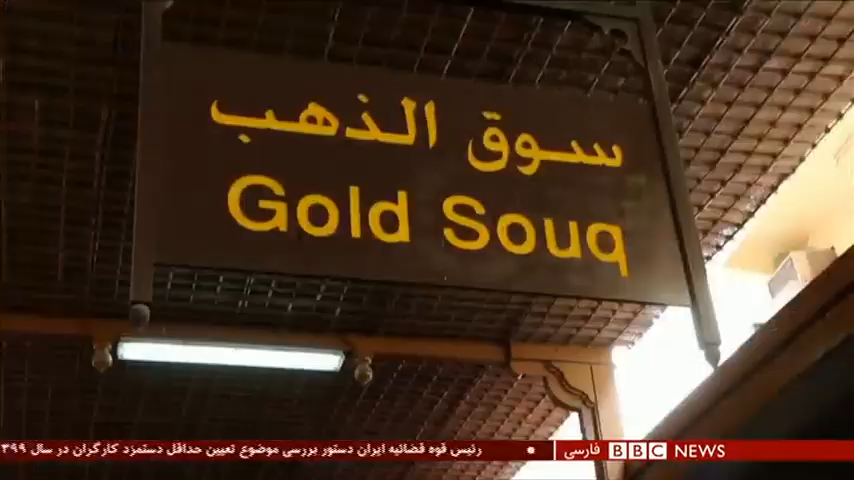 سوق الذهب
Gold Souq
رئیس قوه قضائیه ایران دستور بررسی موضوع تعیین حداقل دستمزد کارگران در سال ۱۳۹۹
فارسی BBC NEWS